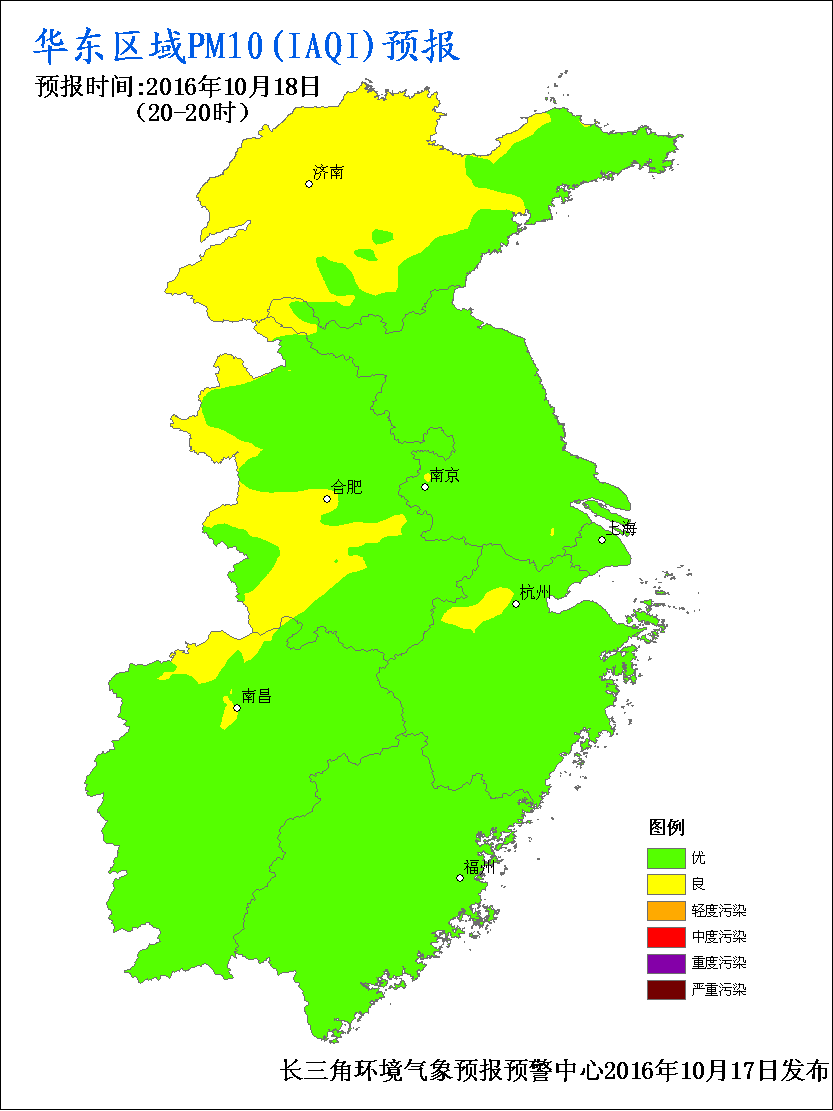 华东区域PM10(IAQI)预报
预报时间:2016年10月18日
(20-20时)
济南
南京
合肥
上海
杭州
南昌
福州
图例
优
良
轻度污染
中度污染
重度污染
严重污染
长三角环境气象预报预警中心2016年10月17日发布